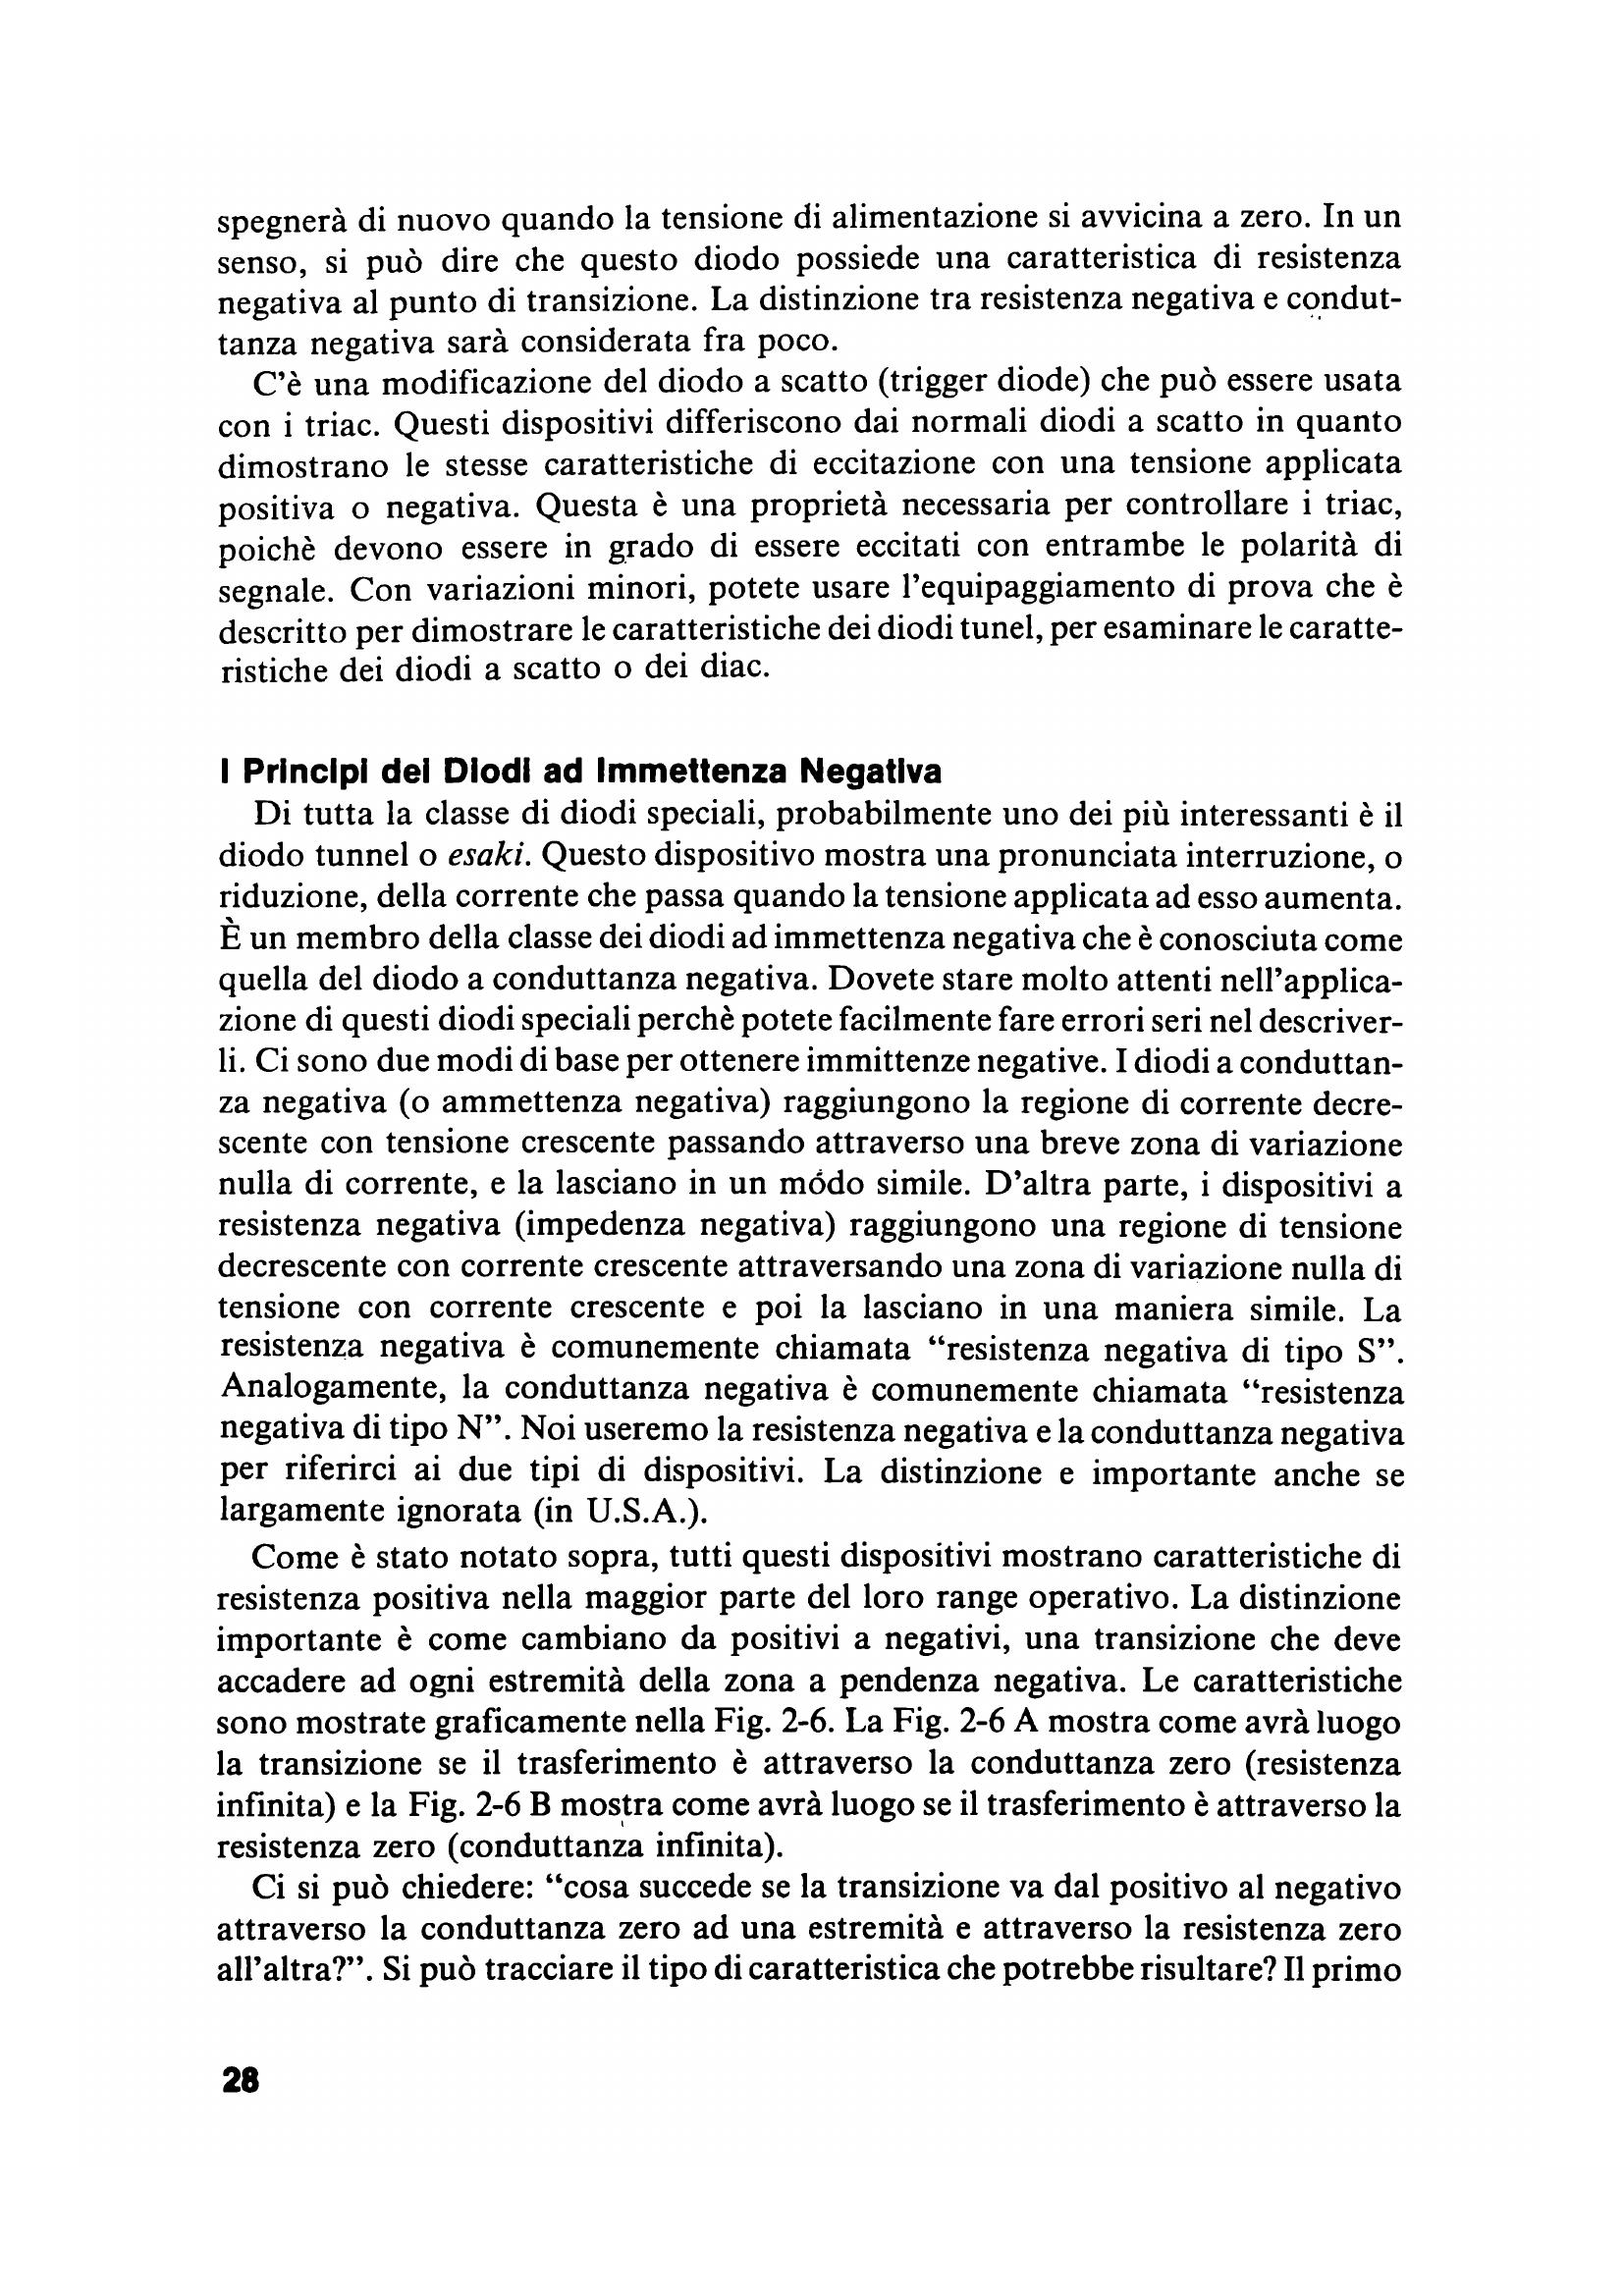 spegnerà di nuovo quando la tensione di alimentazione si avvicina a zero. In un
senso, si può dire che questo diodo possiede una caratteristica di resistenza
negativa al punto di transizione. La distinzione tra resistenza negativa e condut-
tanza negativa sarà considerata fra poco.
C'è una modificazione del diodo a scatto (trigger diode) che può essere usata
con i triac. Questi dispositivi differiscono dai normali diodi a scatto in quanto
dimostrano le stesse caratteristiche di eccitazione con una tensione applicata
positiva o negativa. Questa è una proprietà necessaria per controllare i triac,
poichè devono essere in grado di essere eccitati con entrambe le polarità di
segnale. Con variazioni minori, potete usare l'equipaggiamento di prova che è
descritto per dimostrare le caratteristiche dei diodi tunel, per esaminare le caratte-
ristiche dei diodi a scatto o dei diac.
I Principi dei Diodi ad Immettenza Negativa
Di tutta la classe di diodi speciali, probabilmente uno dei più interessanti è il
diodo tunnel o esaki. Questo dispositivo mostra una pronunciata interruzione, o
riduzione, della corrente che passa quando la tensione applicata ad esso aumenta.
È un membro della classe dei diodi ad immettenza negativa che è conosciuta come
quella del diodo a conduttanza negativa. Dovete stare molto attenti nell'applica-
zione di questi diodi speciali perchè potete facilmente fare errori seri nel descriver-
li. Ci sono due modi di base per ottenere immittenze negative. I diodi a conduttan-
za negativa (o ammettenza negativa) raggiungono la regione di corrente decre-
scente con tensione crescente passando attraverso una breve zona di variazione
nulla di corrente, e la lasciano in un módo simile. D'altra parte, i dispositivi a
resistenza negativa (impedenza negativa) raggiungono una regione di tensione
decrescente con corrente crescente attraversando una zona di variazione nulla di
tensione con corrente crescente e poi la lasciano in una maniera simile. La
resistenza negativa è comunemente chiamata “resistenza negativa di tipo S”.
Analogamente, la conduttanza negativa è comunemente chiamata “resistenza
negativa di tipo N”. Noi useremo la resistenza negativa e la conduttanza negativa
per riferirci ai due tipi di dispositivi. La distinzione e importante anche se
largamente ignorata (in U.S.A.).
Come è stato notato sopra, tutti questi dispositivi mostrano caratteristiche di
resistenza positiva nella maggior parte del loro range operativo. La distinzione
importante è come cambiano da positivi a negativi, una transizione che deve
accadere ad ogni estremità della zona a pendenza negativa. Le caratteristiche
sono mostrate graficamente nella Fig. 2-6. La Fig. 2-6 A mostra come avrà luogo
la transizione se il trasferimento è attraverso la conduttanza zero (resistenza
infinita) e la Fig. 2-6 B mostra come avrà luogo se il trasferimento è attraverso la
resistenza zero (conduttanza infinita).
Ci si può chiedere: “cosa succede se la transizione va dal positivo al negativo
attraverso la conduttanza zero ad una estremità e attraverso la resistenza zero
all'altra?”. Si può tracciare il tipo di caratteristica che potrebbe risultare? Il primo
28